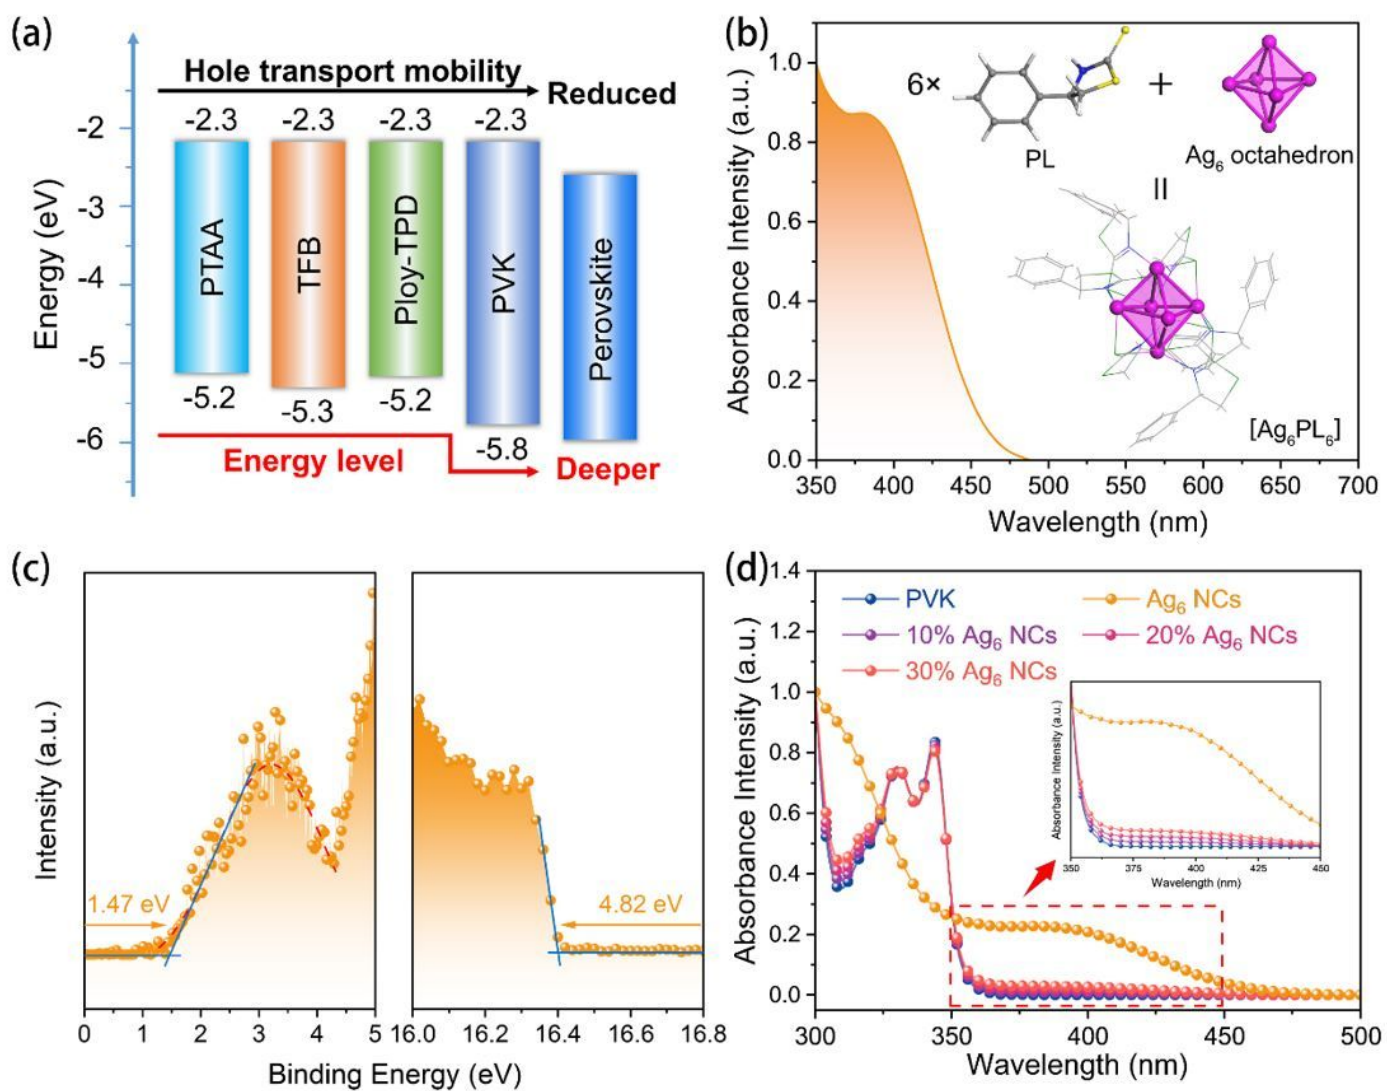 (a)
Hole transport mobility
Reduced
-2.3 -2.3 -2.3 -2.3
-2
-3
-4
-5
-6
Energy (eV)
PTAA
TFB
Ploy-TPD
PVK
Perovskite
-5.2 -5.3 -5.2 -5.8
Energy level
Deeper
(b)
1.0
0.8
0.6
0.4
0.2
0.0
Absorbance Intensity (a.u.)
6×
+
PL
Ag6 octahedron
=
[Ag6PL6]
350 400 450 500 550 600 650 700
Wavelength (nm)
(c)
Intensity (a.u.)
1.47 eV
4.82 eV
0 1 2 3 4 5
16.0 16.2 16.4 16.6 16.8
Binding Energy (eV)
(d)
1.4
1.2
1.0
0.8
0.6
0.4
0.2
0.0
Absorbance Intensity (a.u.)
PVK
Ag6 NCs
10% Ag6 NCs
20% Ag6 NCs
30% Ag6 NCs
Absorbance Intensity (a.u.)
350 375 400 425 450
Wavelength (nm)
300 350 400 450 500
Wavelength (nm)